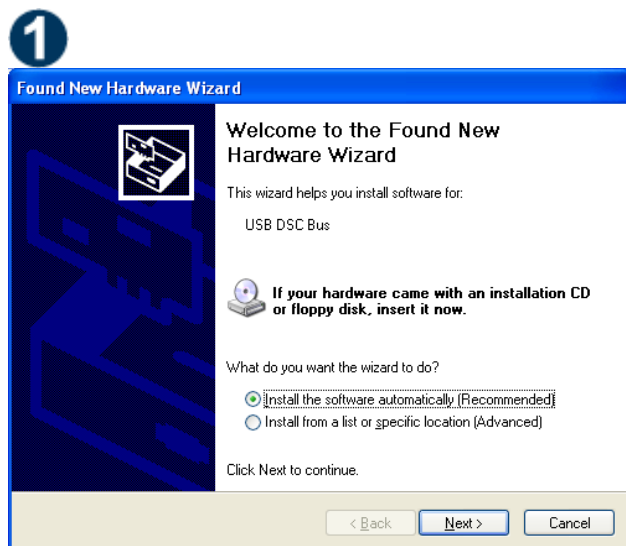 1
Found New Hardware Wizard
Welcome to the Found New
Hardware Wizard
This wizard helps you install software for:
USB DSC Bus
If your hardware came with an installation CD
or floppy disk, insert it now.
What do you want the wizard to do?
Install the software automatically (Recommended)
Install from a list or specific location (Advanced)
Click Next to continue.
< Back Next > Cancel